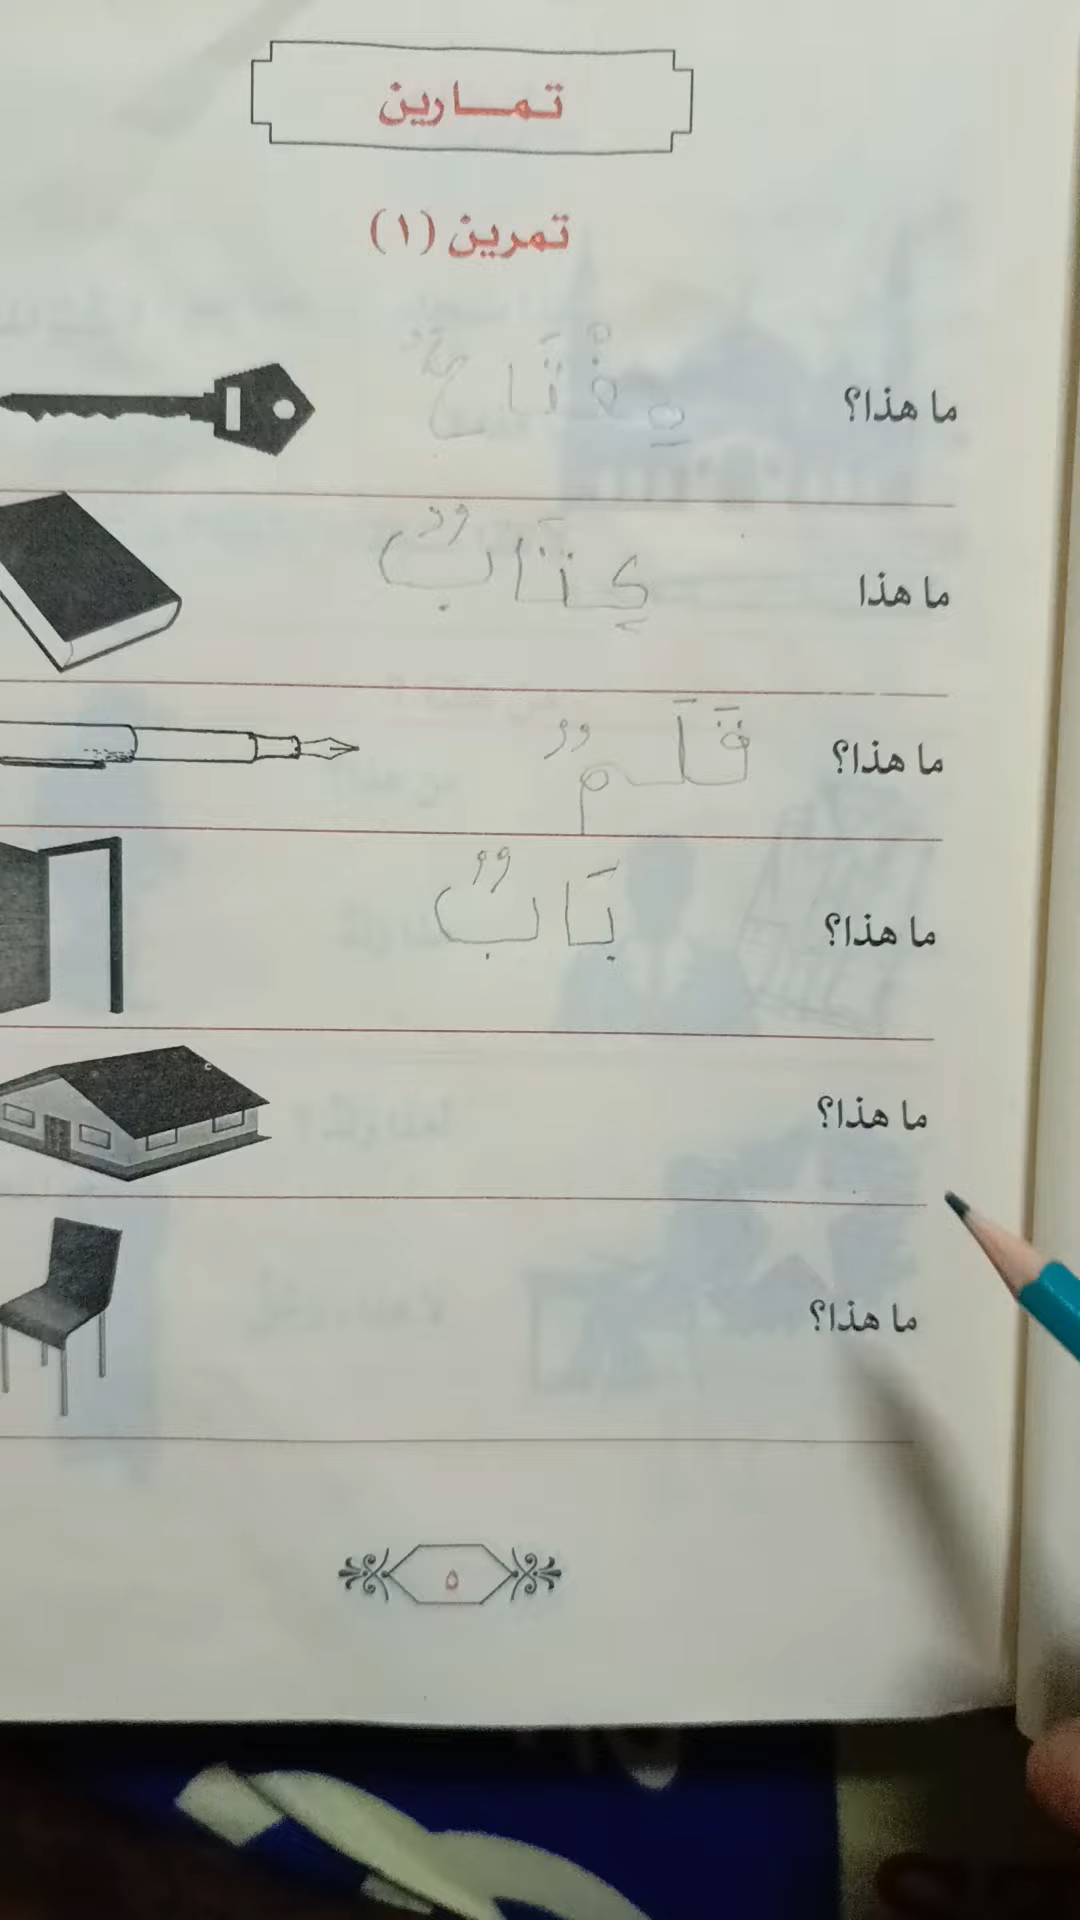 تمارين
تمرين (١)
ما هذا؟ مِفْتَاحٌ
ما هذا كِتَابٌ
ما هذا؟ قَلَمٌ
ما هذا؟ بَابٌ
ما هذا؟
ما هذا؟
٥